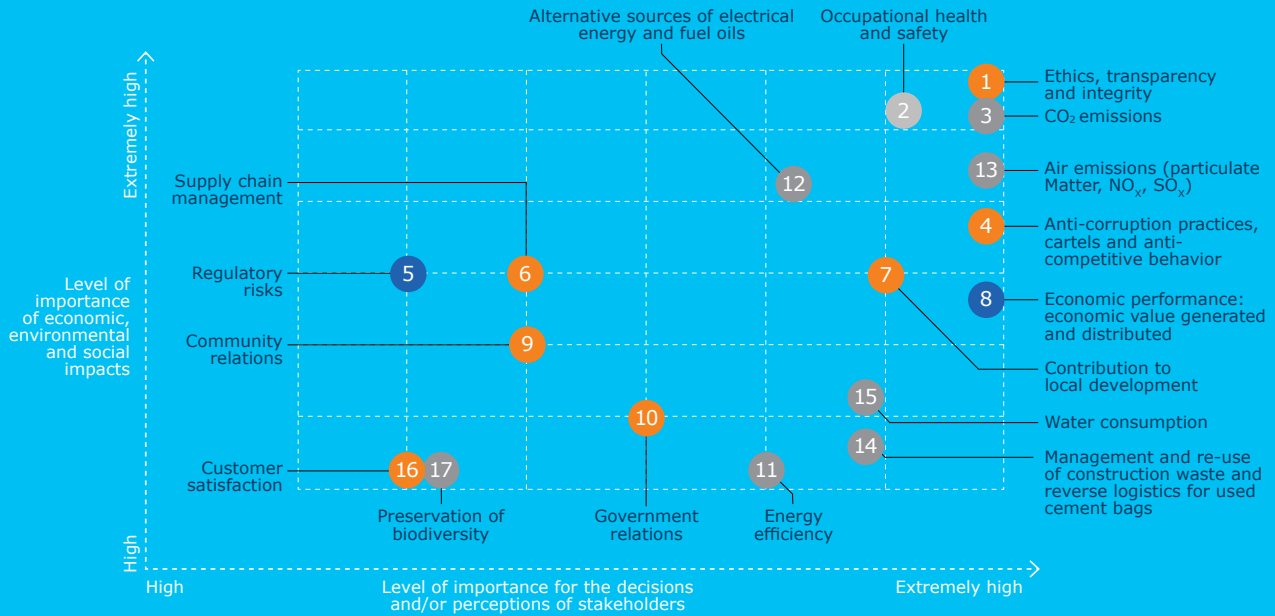 Alternative sources of electrical
energy and fuel oils
Occupational health
and safety
Extremely high
1
Ethics, transparency
and integrity
2
3
CO₂ emissions
13
Air emissions (particulate
Matter, NOx, SOx)
12
Supply chain
management
4
Anti-corruption practices,
cartels and anti-
competitive behavior
Level of
importance
of economic,
environmental
and social
impacts
Regulatory
risks
5
6
7
8
Economic performance:
economic value generated
and distributed
Community
relations
9
Contribution to
local development
15
Water consumption
10
14
Management and re-use
of construction waste and
reverse logistics for used
cement bags
Customer
satisfaction
16
17
11
Preservation of
biodiversity
Government
relations
Energy
efficiency
High
High
Level of importance for the decisions
and/or perceptions of stakeholders
Extremely high